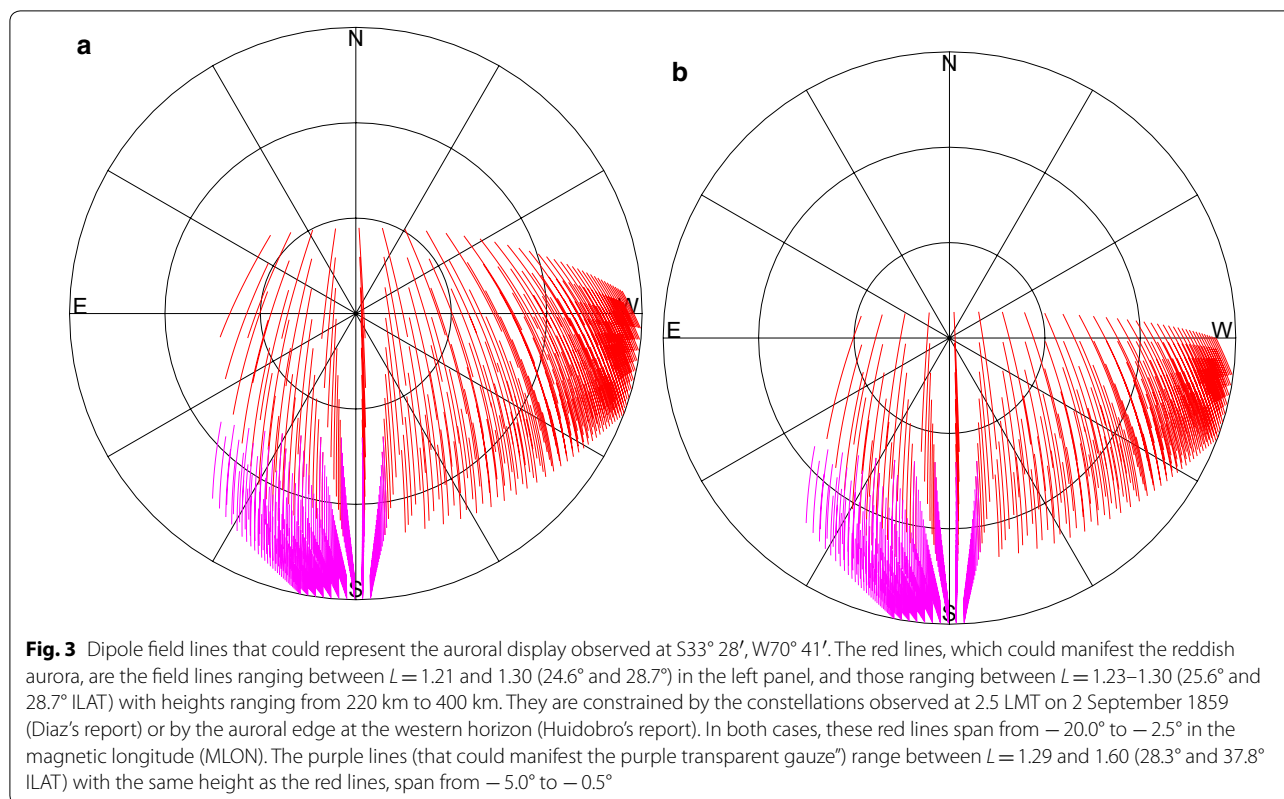 a
N
E
W
S
b
N
E
W
S
Fig. 3 Dipole field lines that could represent the auroral display observed at S33° 28′, W70° 41′. The red lines, which could manifest the reddish
aurora, are the field lines ranging between L = 1.21 and 1.30 (24.6° and 28.7°) in the left panel, and those ranging between L = 1.23–1.30 (25.6° and
28.7° ILAT) with heights ranging from 220 km to 400 km. They are constrained by the constellations observed at 2.5 LMT on 2 September 1859
(Diaz's report) or by the auroral edge at the western horizon (Huidobro's report). In both cases, these red lines span from − 20.0° to − 2.5° in the
magnetic longitude (MLON). The purple lines (that could manifest the purple transparent gauze") range between L = 1.29 and 1.60 (28.3° and 37.8°
ILAT) with the same height as the red lines, span from − 5.0° to − 0.5°